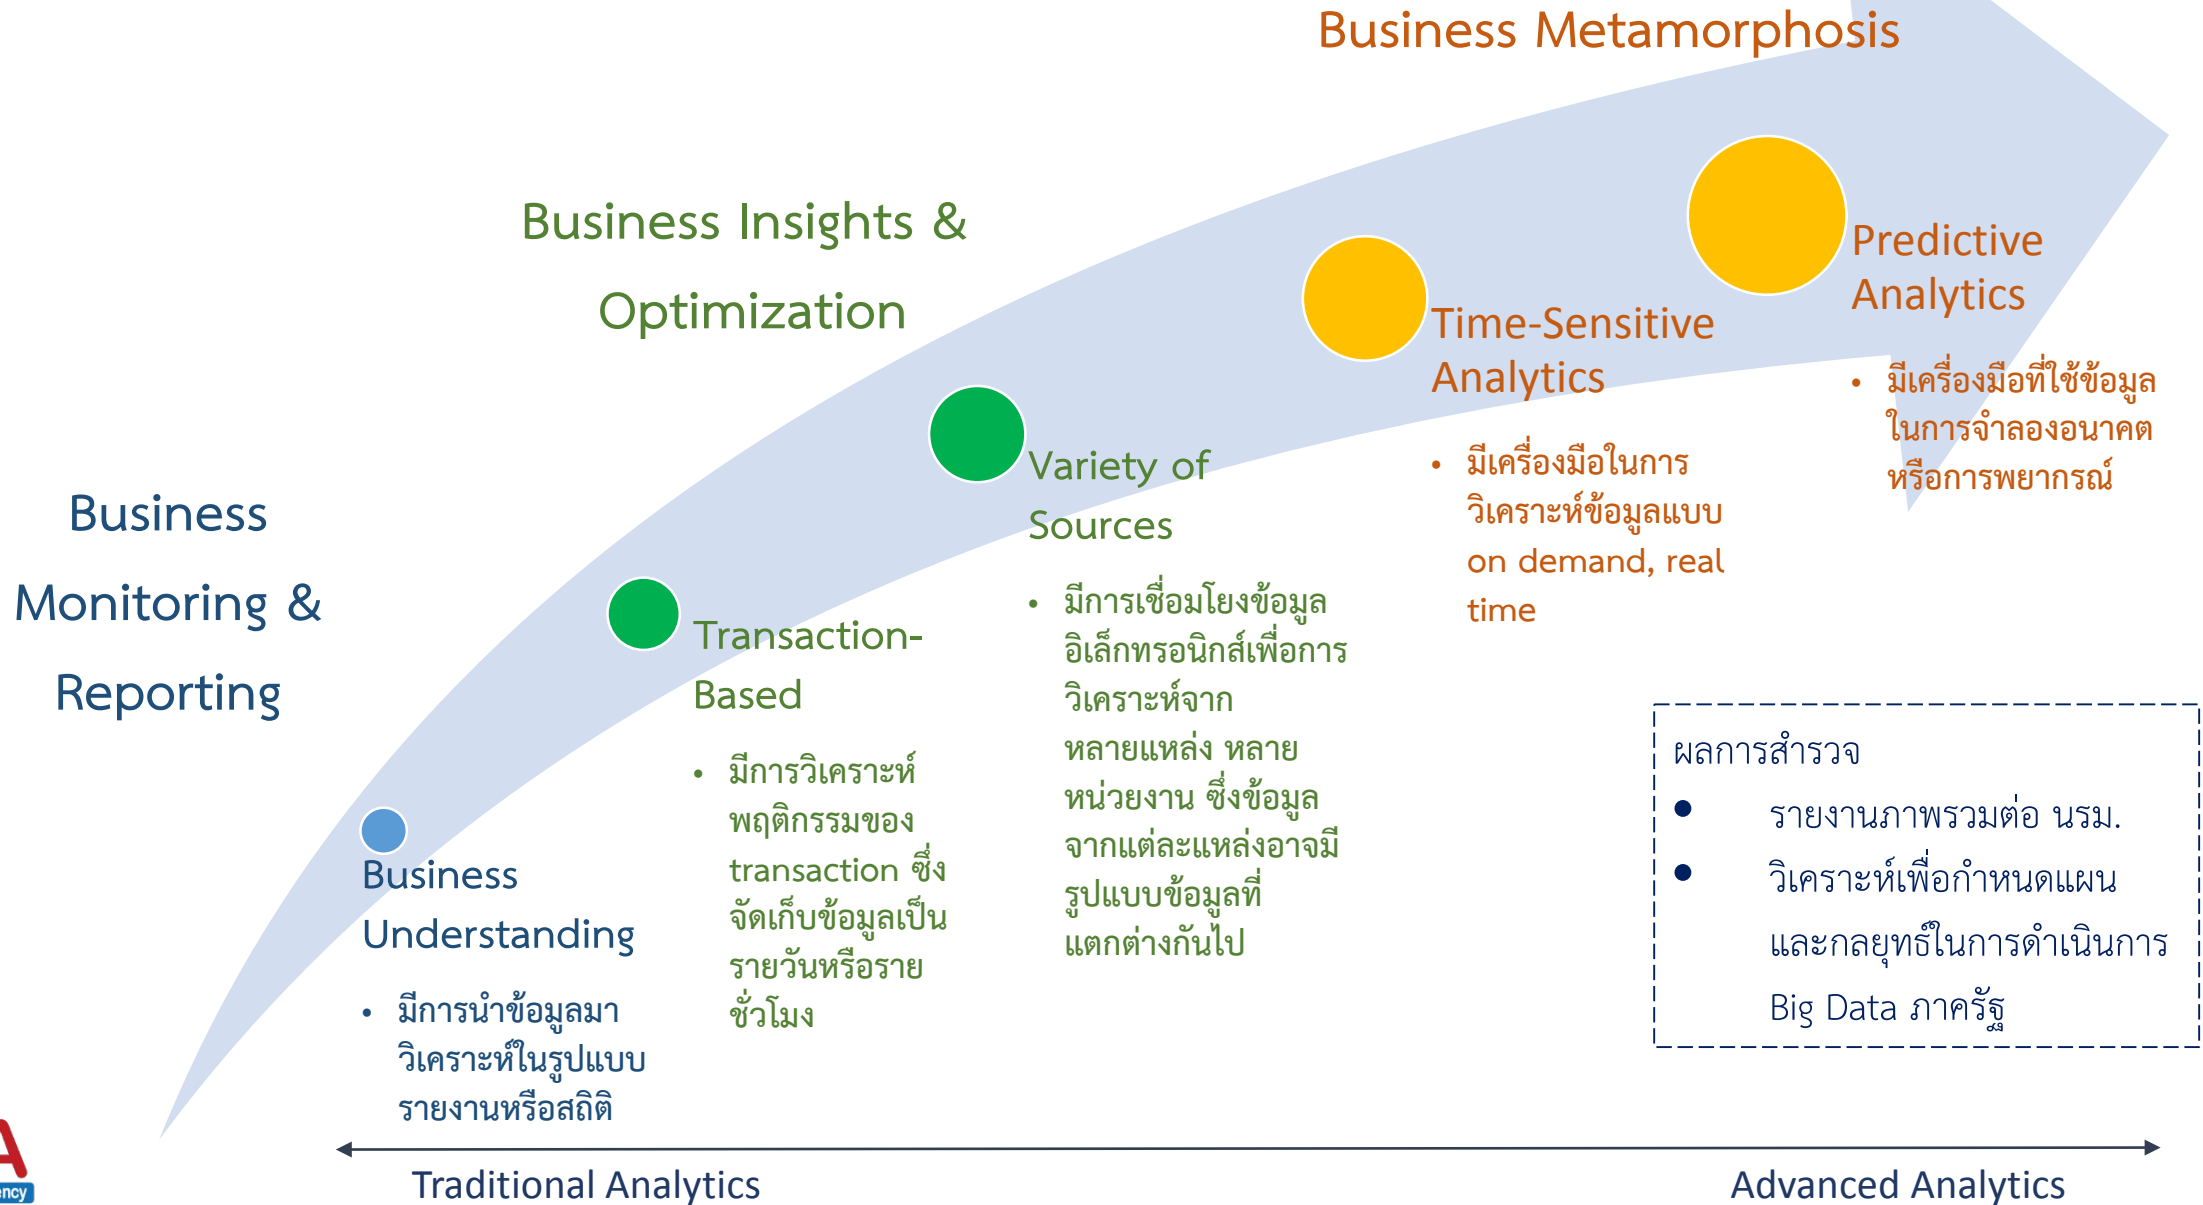 Business Metamorphosis
Business Insights &
Optimization
Business
Monitoring &
Reporting
Business
Understanding
• มีการนำข้อมูลมา
วิเคราะห์ในรูปแบบ
รายงานหรือสถิติ
Transaction-
Based
• มีการวิเคราะห์
พฤติกรรมของ
transaction ซึ่ง
จัดเก็บข้อมูลเป็น
รายวันหรือราย
ชั่วโมง
Variety of
Sources
• มีการเชื่อมโยงข้อมูล
อิเล็กทรอนิกส์เพื่อการ
วิเคราะห์จาก
หลายแหล่ง หลาย
หน่วยงาน ซึ่งข้อมูล
จากแต่ละแหล่งอาจมี
รูปแบบข้อมูลที่
แตกต่างกันไป
Time-Sensitive
Analytics
• มีเครื่องมือในการ
วิเคราะห์ข้อมูลแบบ
on demand, real
time
Predictive
Analytics
• มีเครื่องมือที่ใช้ข้อมูล
ในการจำลองอนาคต
หรือการพยากรณ์
ผลการสำรวจ
● รายงานภาพรวมต่อ นรม.
● วิเคราะห์เพื่อกำหนดแผน
และกลยุทธ์ในการดำเนินการ
Big Data ภาครัฐ
A
ency
Traditional Analytics
Advanced Analytics